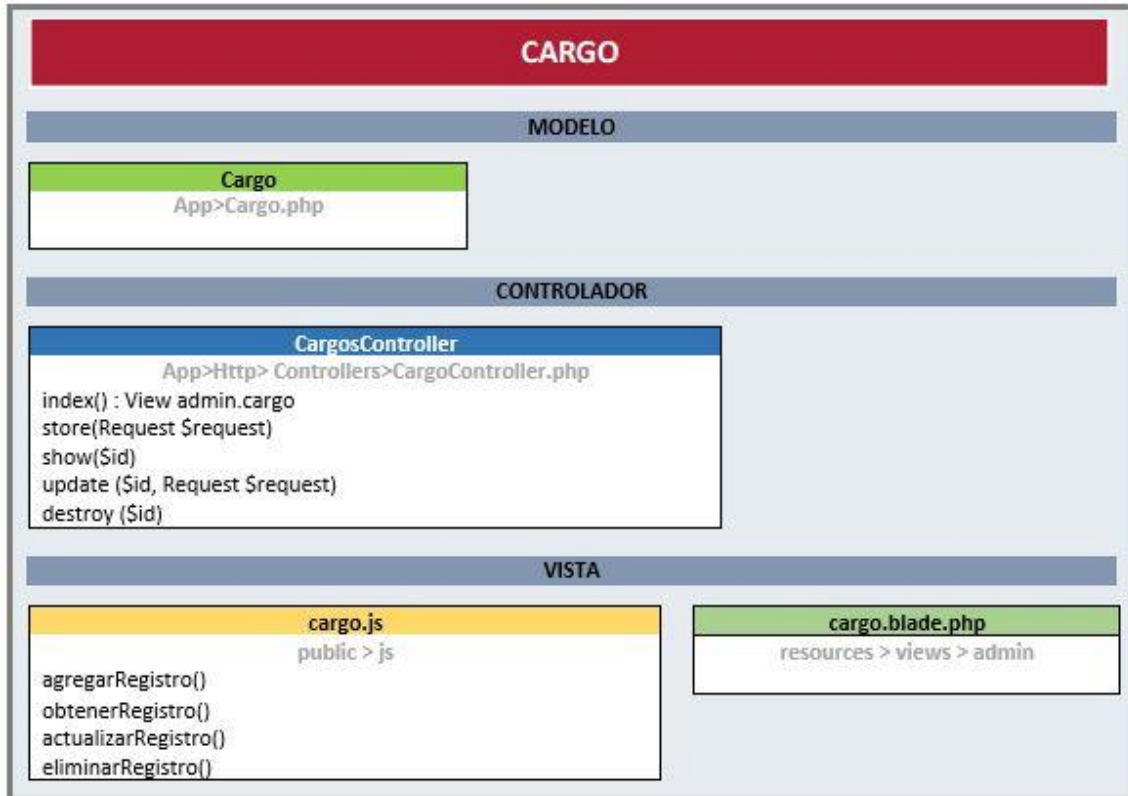 CARGO
MODELO
Cargo
App>Cargo.php
CONTROLADOR
CargosController
App>Http> Controllers>CargoController.php
index() : View admin.cargo
store(Request $request)
show($id)
update ($id, Request $request)
destroy ($id)
VISTA
cargo.js
public > js
agregarRegistro()
obtenerRegistro()
actualizarRegistro()
eliminarRegistro()
cargo.blade.php
resources > views > admin